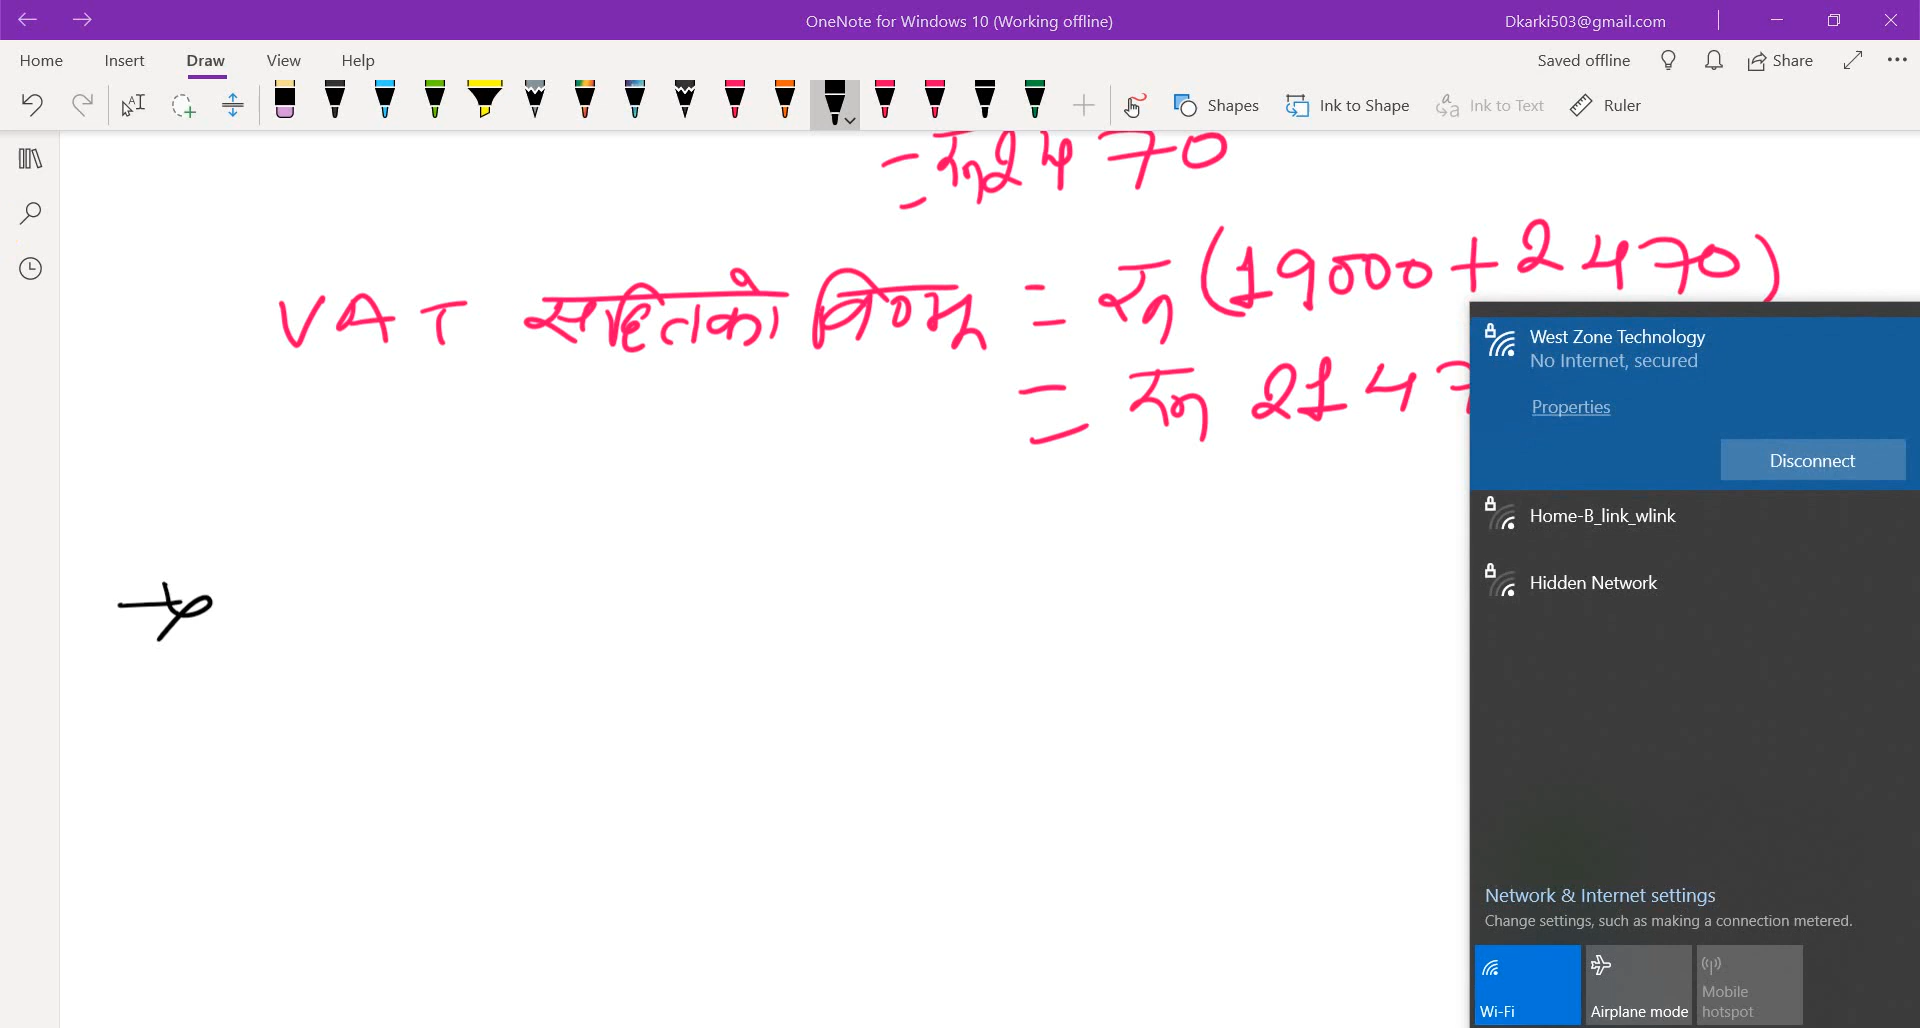 OneNote for Windows 10 (Working offline)
Dkarki503@gmail.com
Home Insert Draw View Help
Saved offline Share
Shapes Ink to Shape Ink to Text Ruler
= रु 2470
VAT सहितको = रु (19000+2470)
= रु 2147
West Zone Technology
No Internet, secured
Properties
Disconnect
Home-B_link_wlink
Hidden Network
Network & Internet settings
Change settings, such as making a connection metered.
Wi-Fi
Airplane mode
Mobile
hotspot